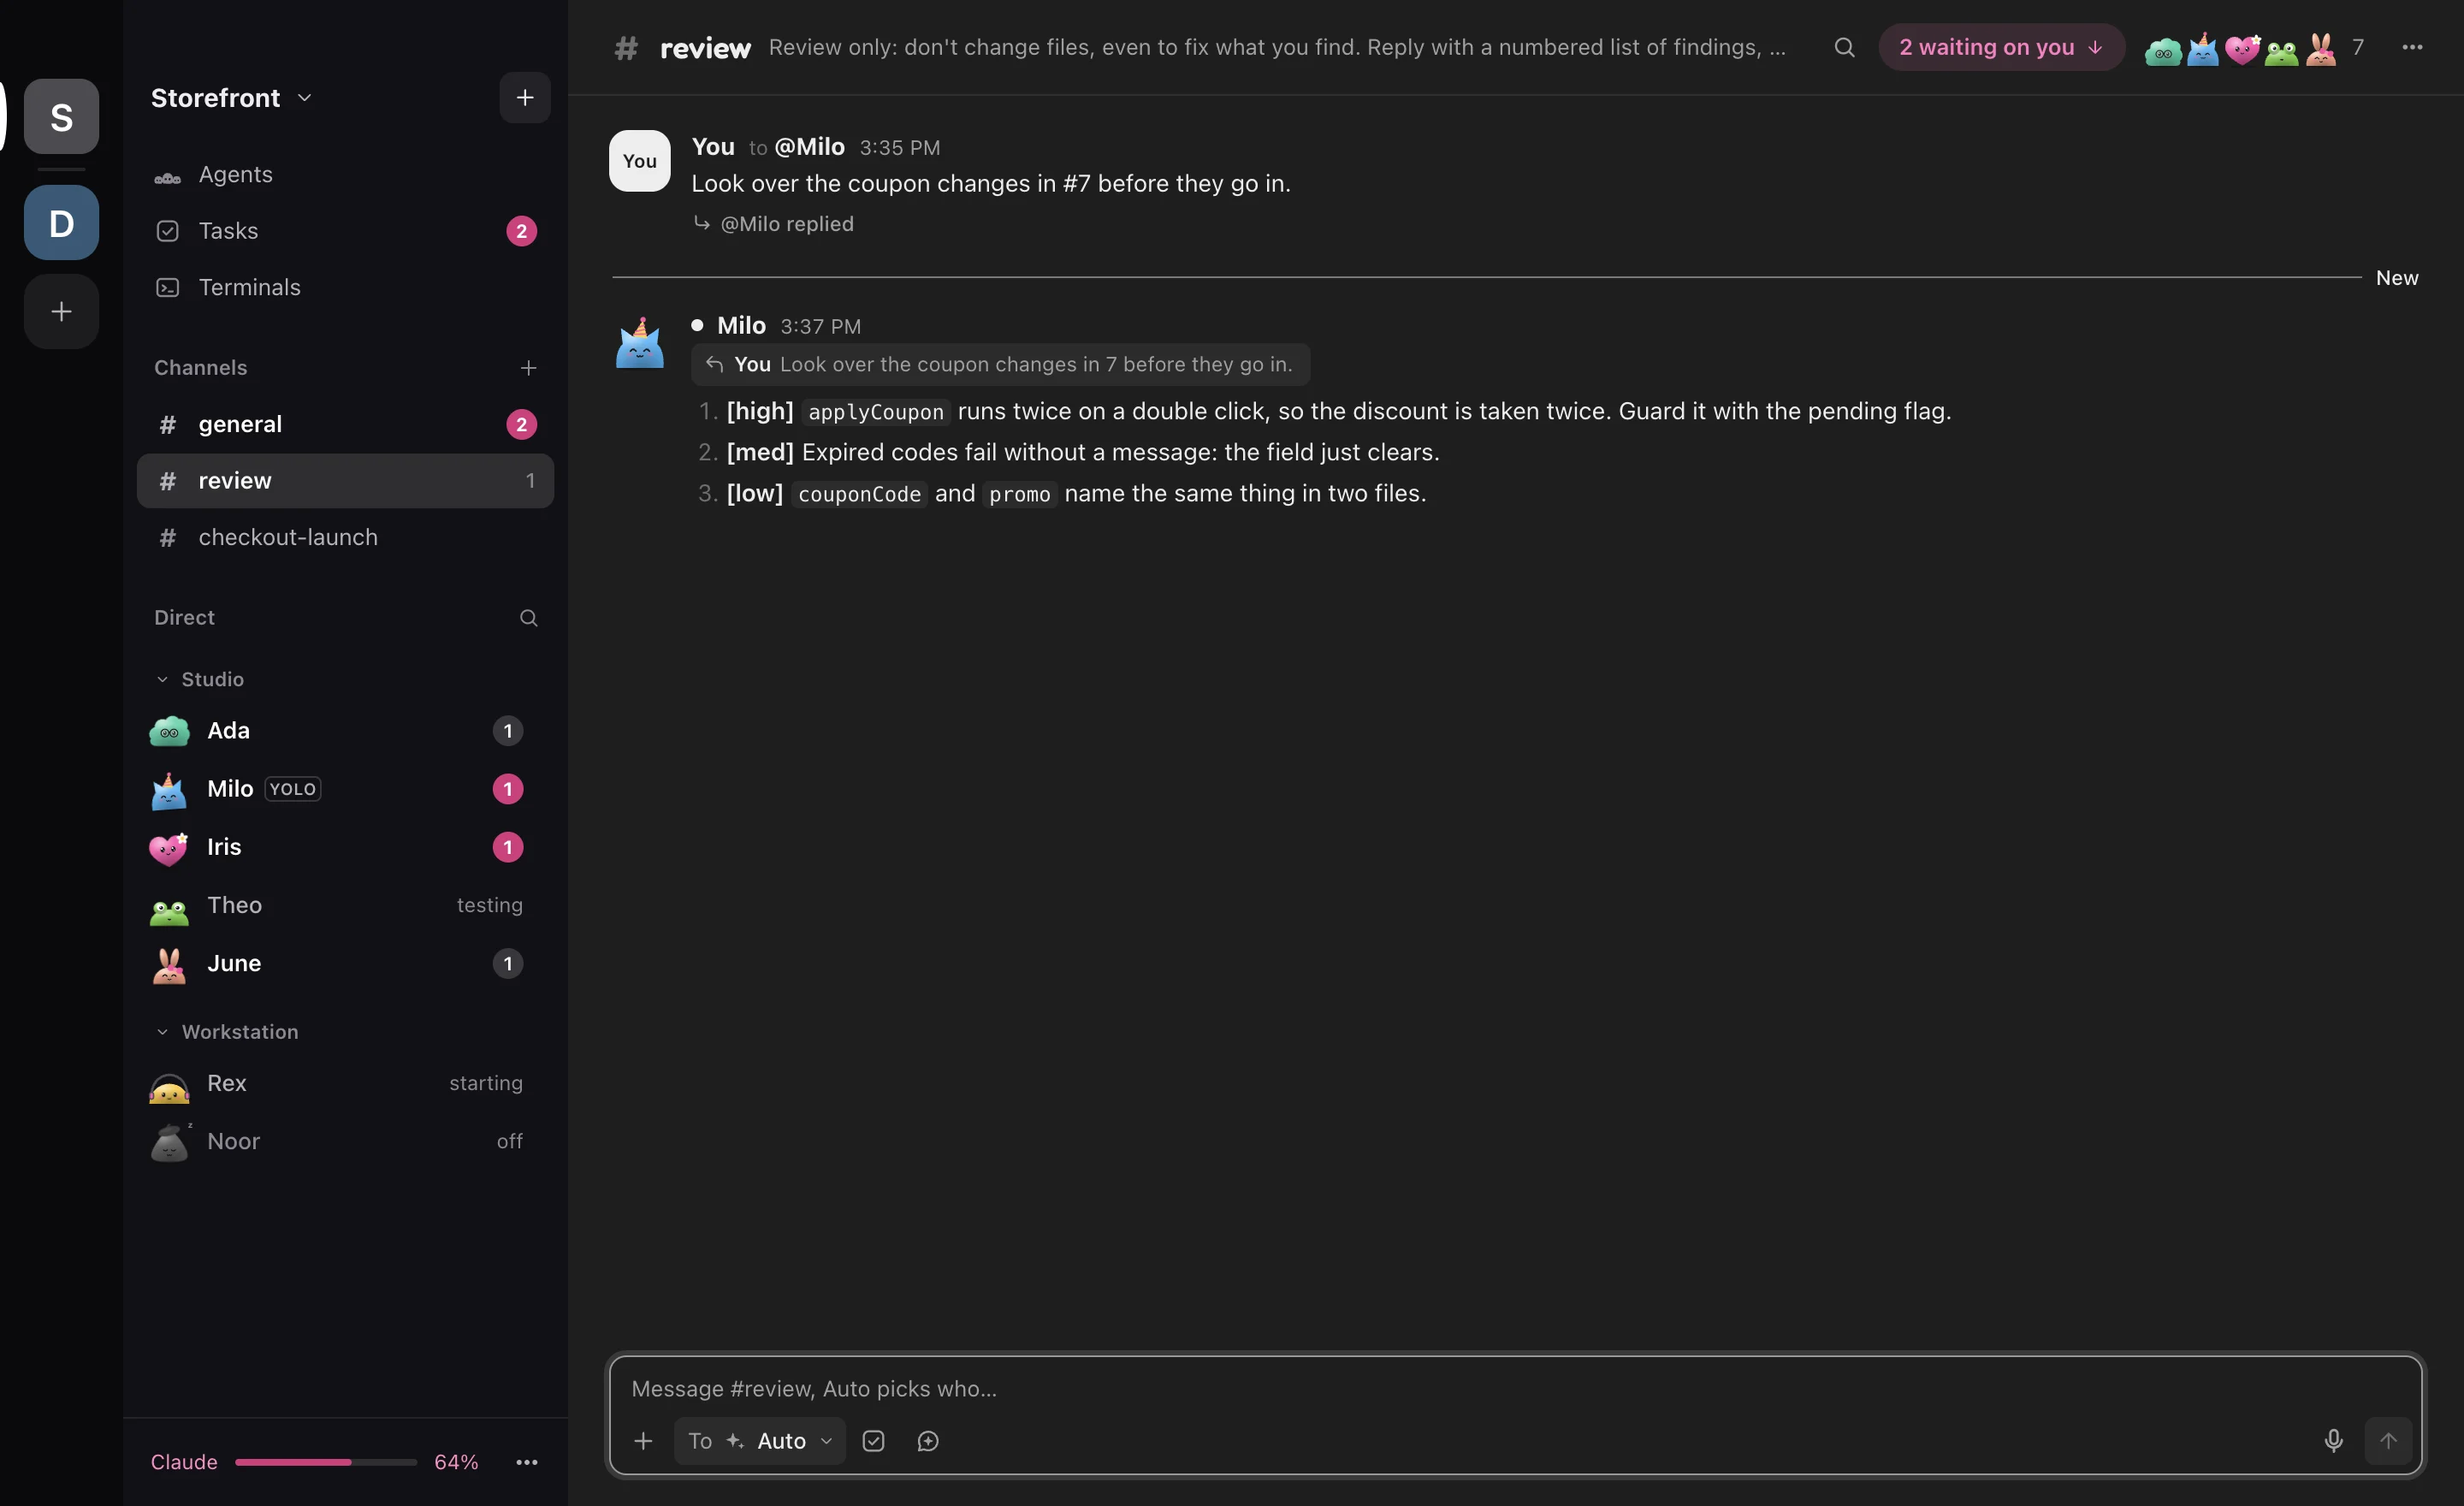 S
D
Storefront
Agents
Tasks 2
Terminals
Channels
# general 2
# review 1
# checkout-launch
Direct
Studio
Ada 1
Milo YOLO 1
Iris 1
Theo testing
June 1
Workstation
Rex starting
z
Noor off
Claude 64%
# review Review only: don't change files, even to fix what you find. Reply with a numbered list of findings, ...
2 waiting on you ↓
7
You
You to @Milo 3:35 PM
Look over the coupon changes in #7 before they go in.
@Milo replied
New
Milo 3:37 PM
You Look over the coupon changes in 7 before they go in.
1. [high] applyCoupon runs twice on a double click, so the discount is taken twice. Guard it with the pending flag.
2. [med] Expired codes fail without a message: the field just clears.
3. [low] couponCode and promo name the same thing in two files.
Message #review, Auto picks who...
To Auto